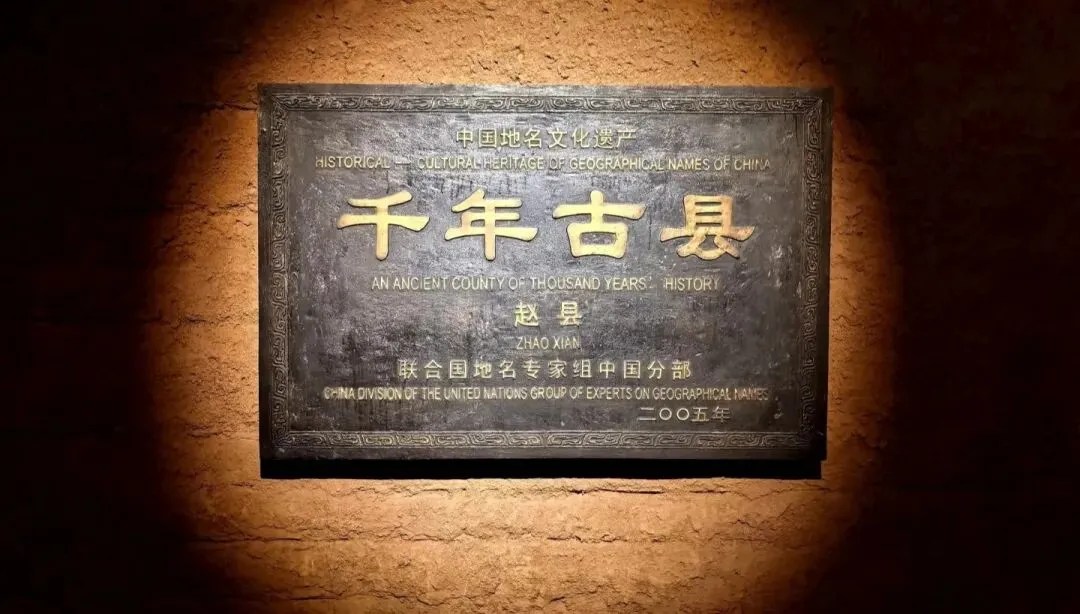 中国地名文化遗产
HISTORICAL — CULTURAL HERITAGE OF GEOGRAPHICAL NAMES OF CHINA
千年古县
AN ANCIENT COUNTY OF THOUSAND YEARS' HISTORY
赵县
ZHAO XIAN
联合国地名专家组中国分部
CHINA DIVISION OF THE UNITED NATIONS GROUP OF EXPERTS ON GEOGRAPHICAL NAMES
二〇〇五年